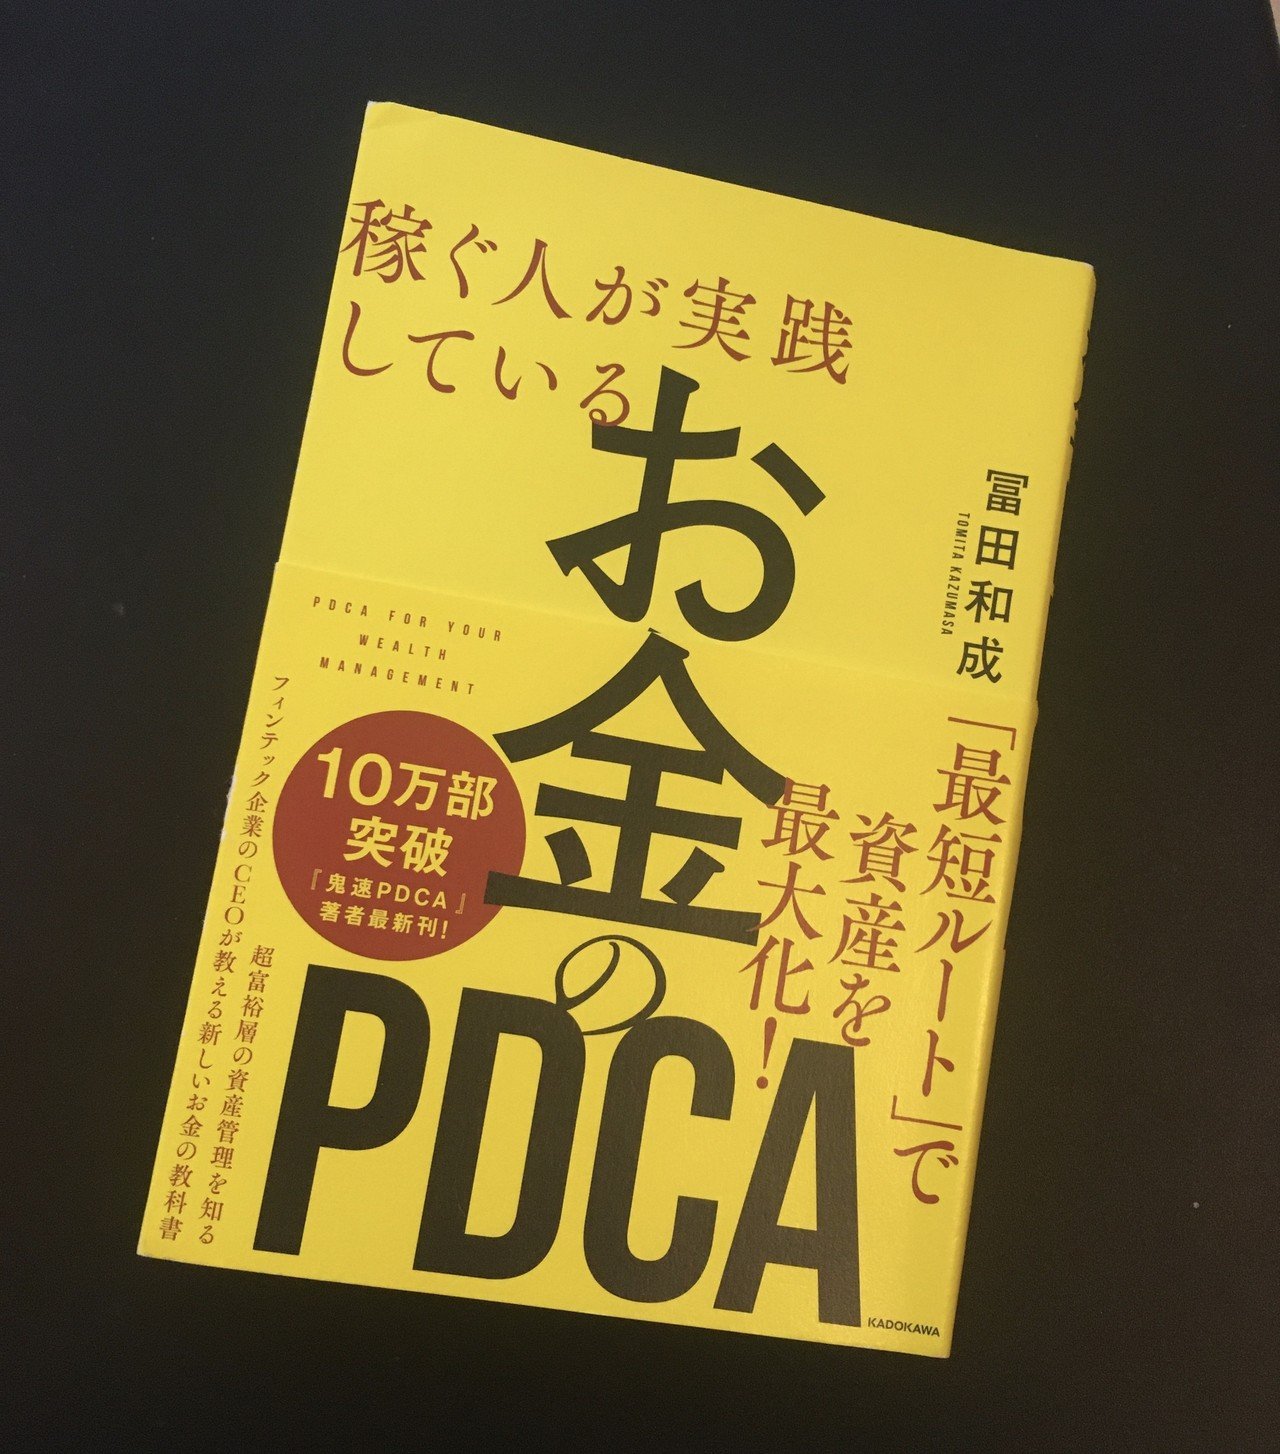 稼ぐ人が実践
している
お金の
PDCA
冨田和成
TOMITA KAZUMASA
PDCA FOR YOUR
WEALTH
MANAGEMENT
「最短ルート」で
資産を
最大化!
10万部
突破
『鬼速PDCA』
著者最新刊!
超富裕層の資産管理を知る
フィンテック企業のCEOが教える新しいお金の教科書
KADOKAWA